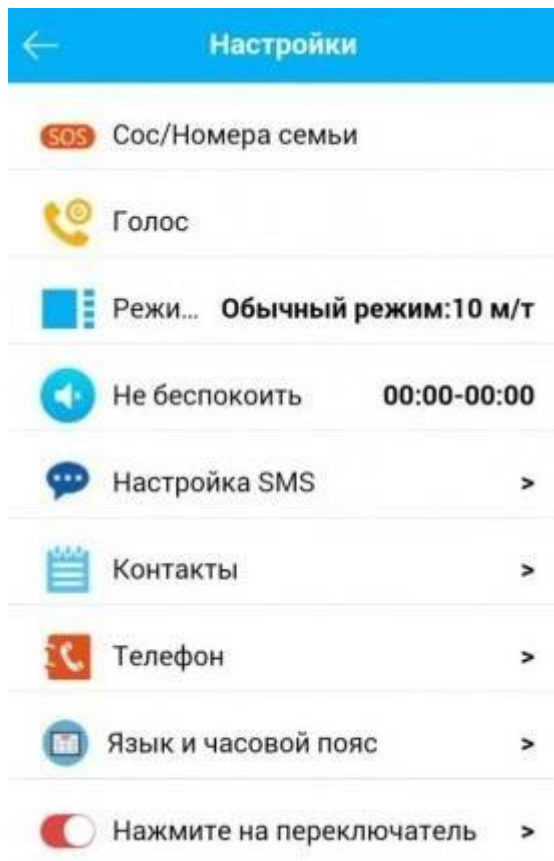 Настройки
SOS Сос/Номера семьи
Голос
Режи... Обычный режим:10 м/т
Не беспокоить 00:00-00:00
Настройка SMS >
Контакты >
Телефон >
Язык и часовой пояс >
Нажмите на переключатель >